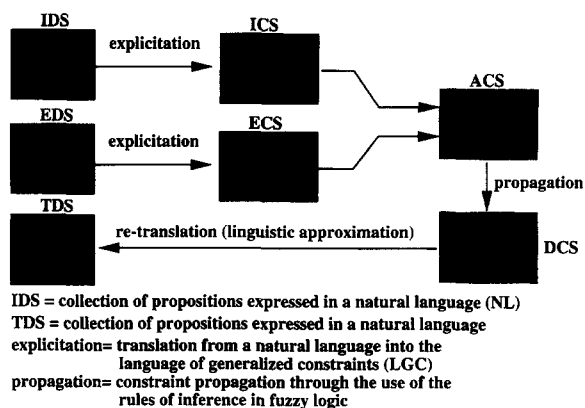 IDS
ICS
explicitation
ACS
EDS
ECS
explicitation
propagation
TDS
re-translation (linguistic approximation)
DCS
IDS = collection of propositions expressed in a natural language (NL)
TDS = collection of propositions expressed in a natural language
explicitation= translation from a natural language into the
language of generalized constraints (LGC)
propagation= constraint propagation through the use of the
rules of inference in fuzzy logic